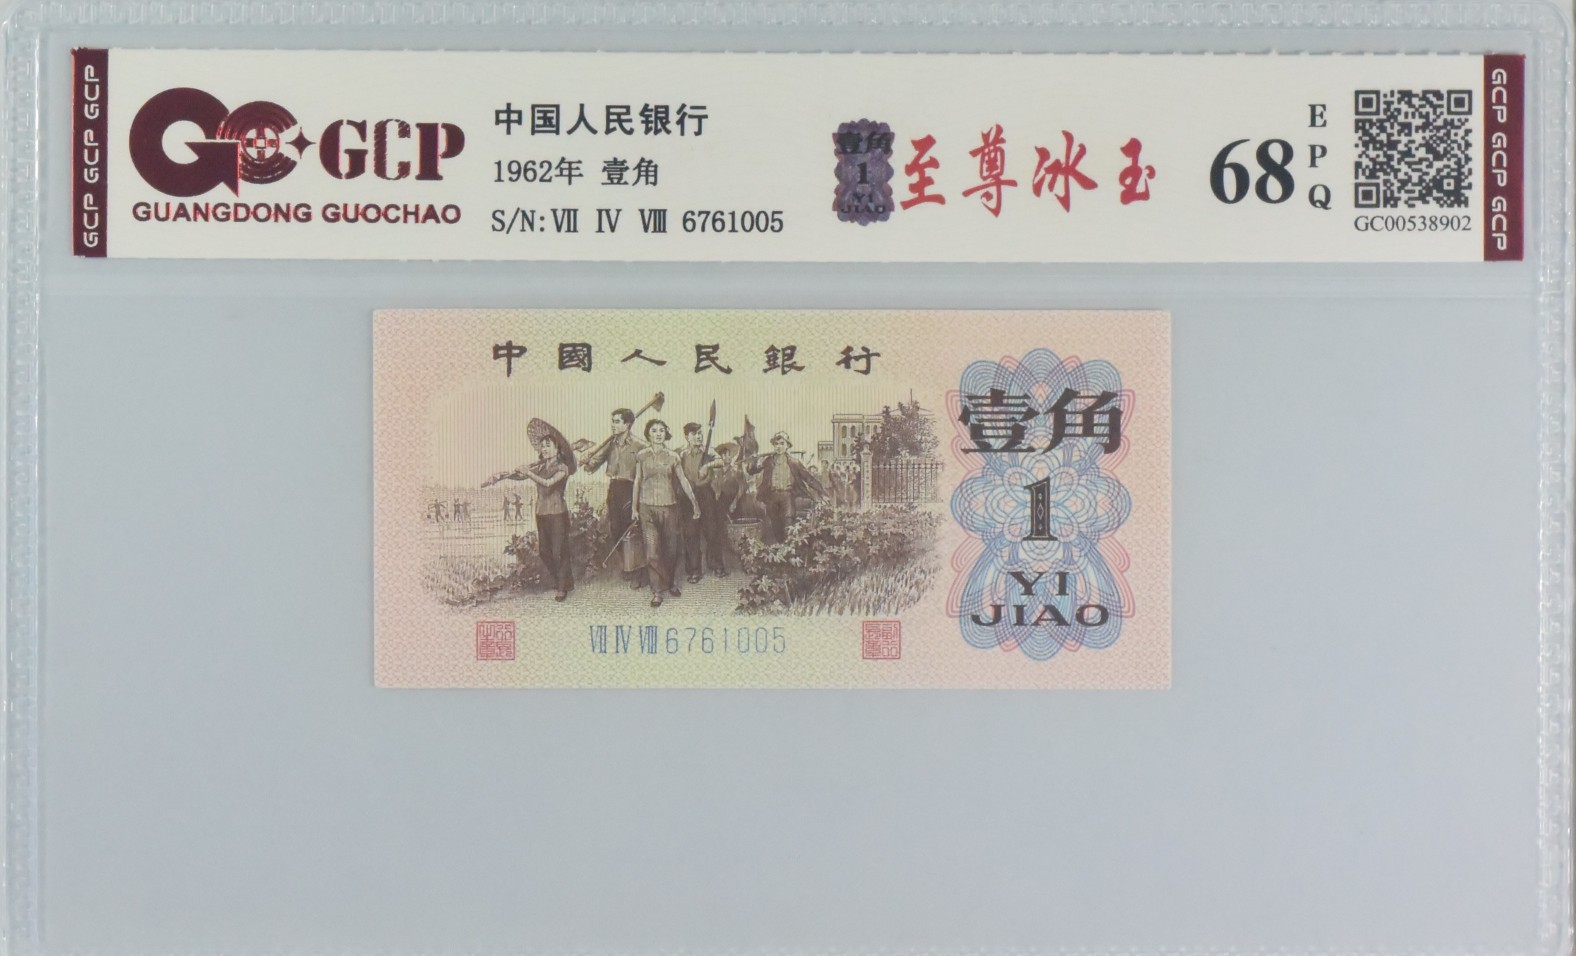 GCP GCP GCP
GCP
GUANGDONG GUOCHAO
中国人民银行
1962年 壹角
S/N: Ⅶ Ⅳ Ⅷ 6761005
壹角
1
YI
JIAO
至尊冰玉
68
EPQ
GC00538902
GCP GCP GCP
中國人民銀行
壹角
1
YI
JIAO
Ⅶ Ⅳ Ⅷ 6761005